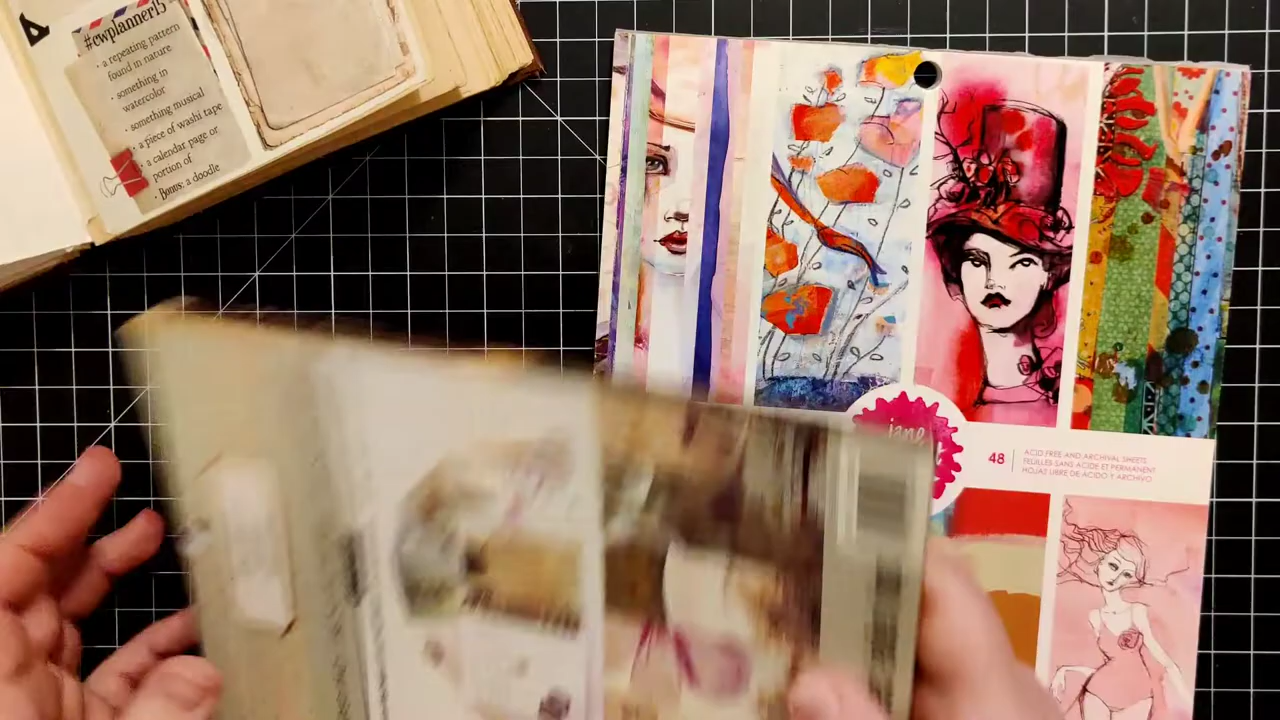 #cwplanner15
• a repeating pattern
found in nature
• something in
watercolor
• something musical
• a piece of washi tape
• a calendar page or
portion of
• Bonus: a doodle
jane
48
ACID FREE AND ARCHIVAL SHEETS
FEUILLES SANS ACIDE ET PERMANENT
HOJAS LIBRE DE ACIDO Y ARCHIVO